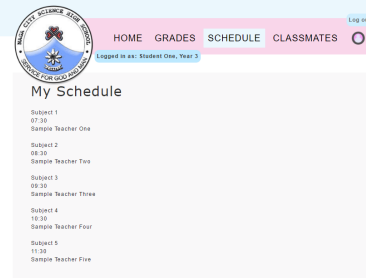 Log
NAGA CITY SCIENCE HIGH SCHOOL
SERVICE FOR GOD AND MAN
HOME GRADES SCHEDULE CLASSMATES
Logged in as: Student One, Year 3
My Schedule
Subject 1
07:30
Sample Teacher One
Subject 2
08:30
Sample Teacher Two
Subject 3
09:30
Sample Teacher Three
Subject 4
10:30
Sample Teacher Four
Subject 5
11:30
Sample Teacher Five